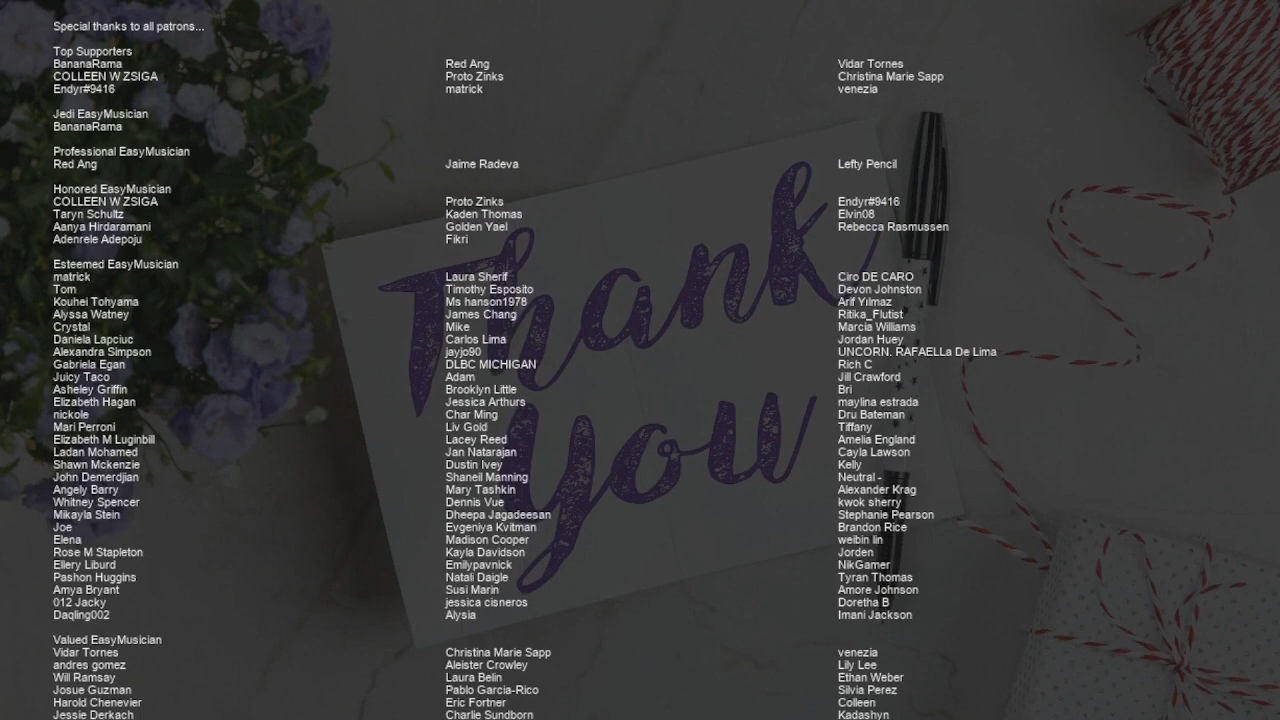 Special thanks to all patrons...
Top Supporters
BananaRama Red Ang Vidar Tornes
COLLEEN W ZSIGA Proto Zinks Christina Marie Sapp
Endyr#9416 matrick venezia
Jedi EasyMusician
BananaRama
Professional EasyMusician
Red Ang Jaime Radeva Lefty Pencil
Honored EasyMusician
COLLEEN W ZSIGA Proto Zinks Endyr#9416
Taryn Schultz Kaden Thomas Elvin08
Aanya Hirdaramani Golden Yael Rebecca Rasmussen
Adenrele Adepoju Fikri
Thank
You
Esteemed EasyMusician
matrick Laura Sherif Ciro DE CARO
Tom Timothy Esposito Devon Johnston
Kouhei Tohyama Ms hanson1978 Arif Yılmaz
Alyssa Watney James Chang Ritika_Flutist
Crystal Mike Marcia Williams
Daniela Lapciuc Carlos Lima Jordan Huey
Alexandra Simpson jayjo90 UNCORN. RAFAELLa De Lima
Gabriela Egan DLBC MICHIGAN Rich C
Juicy Taco Adam Jill Crawford
Asheley Griffin Brooklyn Little Bri
Elizabeth Hagan Jessica Arthurs maylina estrada
nickole Char Ming Dru Bateman
Mari Perroni Liv Gold Tiffany
Elizabeth M Luginbill Lacey Reed Amelia England
Ladan Mohamed Jan Natarajan Cayla Lawson
Shawn Mckenzie Dustin Ivey Kelly
John Demerdjian Shaneil Manning Neutral -
Angely Barry Mary Tashkin Alexander Krag
Whitney Spencer Dennis Vue kwok sherry
Mikayla Stein Dheepa Jagadeesan Stephanie Pearson
Joe Evgeniya Kvitman Brandon Rice
Elena Madison Cooper weibin lin
Rose M Stapleton Kayla Davidson Jorden
Ellery Liburd Emilypavnick NikGamer
Pashon Huggins Natali Daigle Tyran Thomas
Amya Bryant Susi Marin Amore Johnson
012 Jacky jessica cisneros Doretha B
Daqling002 Alysia Imani Jackson
Valued EasyMusician
Vidar Tornes Christina Marie Sapp venezia
andres gomez Aleister Crowley Lily Lee
Will Ramsay Laura Belin Ethan Weber
Josue Guzman Pablo Garcia-Rico Silvia Perez
Harold Chenevier Eric Fortner Colleen
Jessie Derkach Charlie Sundborn Kadashyn